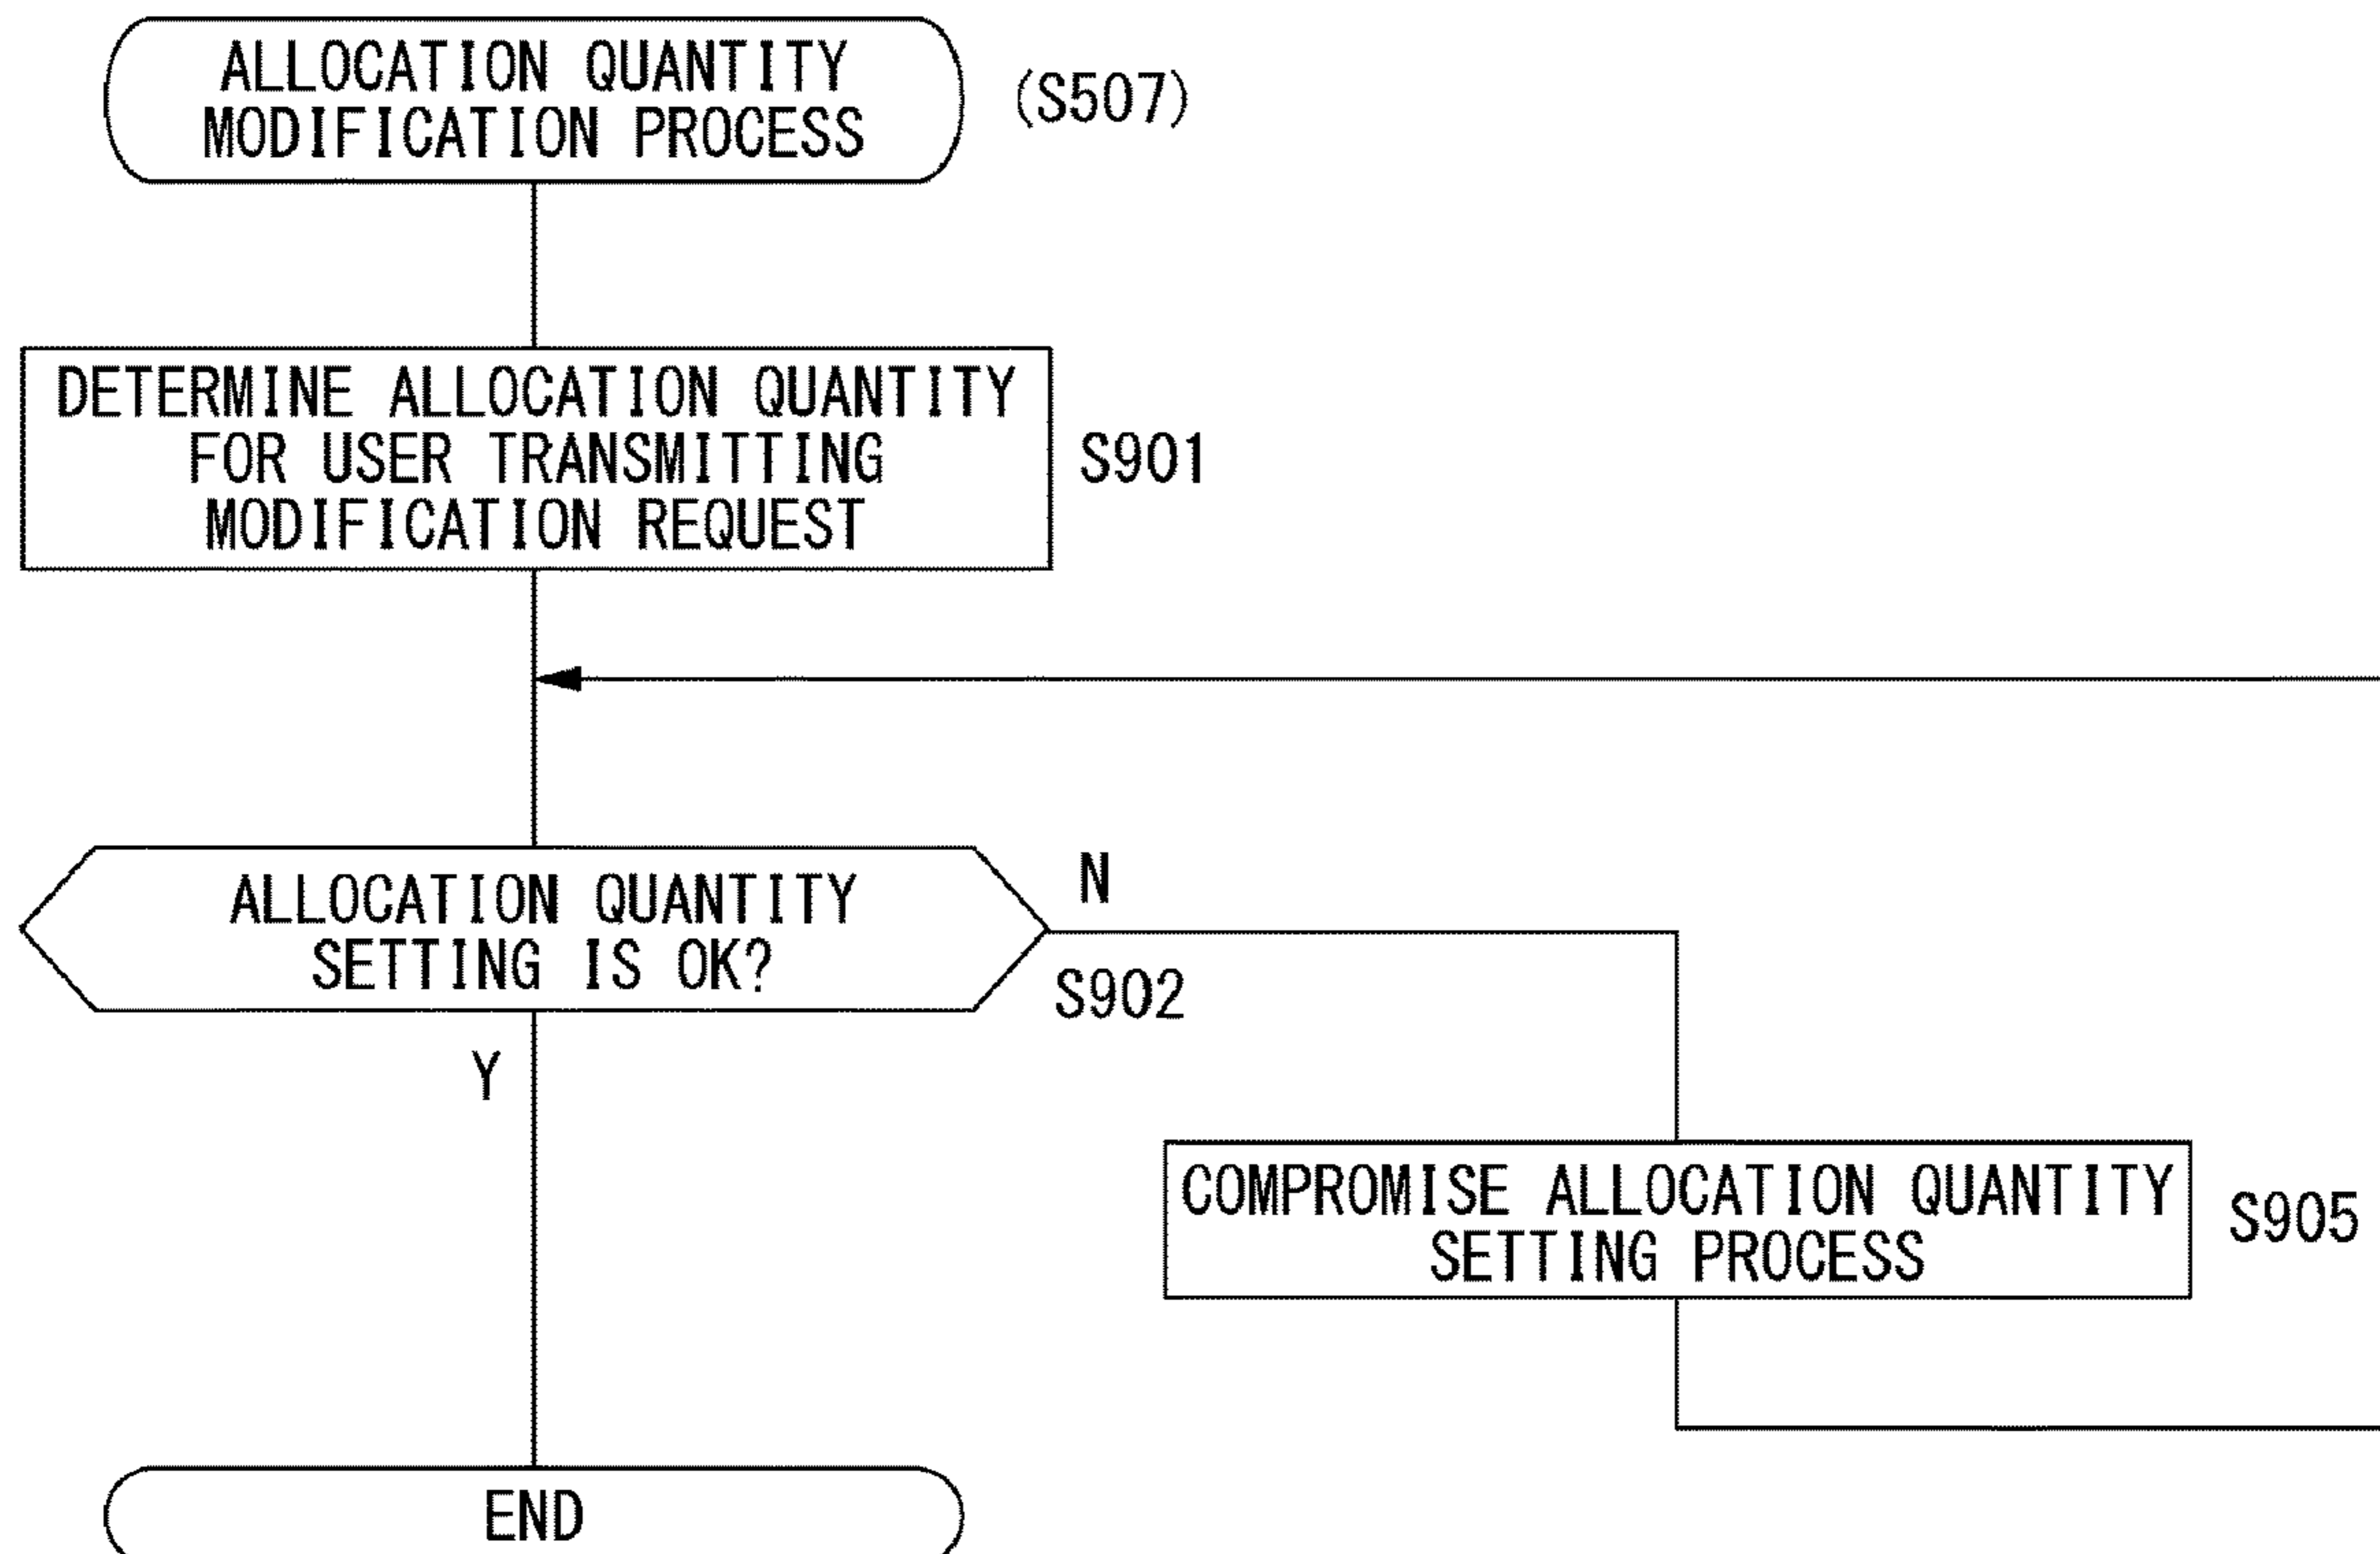 ALLOCATION QUANTITY
MODIFICATION PROCESS
(S507)
DETERMINE ALLOCATION QUANTITY
FOR USER TRANSMITTING
MODIFICATION REQUEST
S901
ALLOCATION QUANTITY
SETTING IS OK?
N
S902
Y
COMPROMISE ALLOCATION QUANTITY
SETTING PROCESS
S905
END